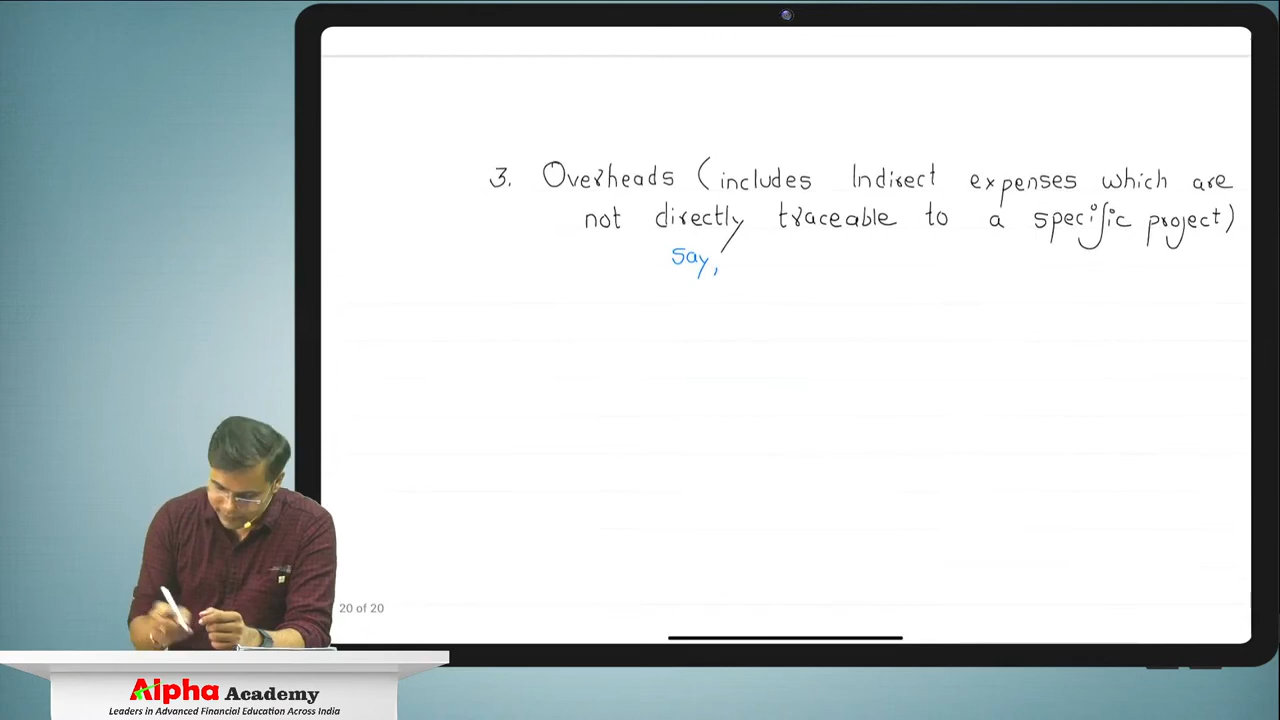 3. Overheads (includes Indirect expenses which are
not directly traceable to a specific project)
say,
20 of 20
Alpha Academy
Leaders in Advanced Financial Education Across India